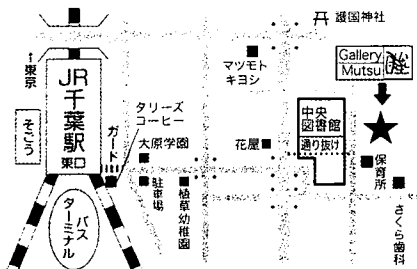 護国神社
マツモト
キヨシ
Gallery
Mutsu
睦
←東京
JR
千葉駅
東口
そごう
ガード
タリーズ
コーヒー
大原学園
花屋
中央
図書館
通り抜け
保育所
さくら歯科
駐車場
植草幼稚園
バス
ターミナル